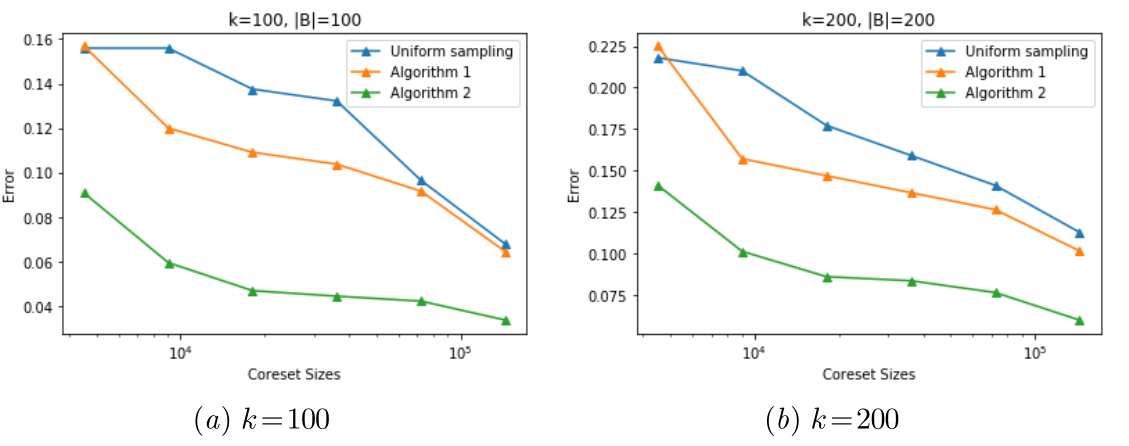 k=100, |B|=100
0.16
0.14
0.12
0.10
0.08
0.06
0.04
Error
Uniform sampling
Algorithm 1
Algorithm 2
10⁴
10⁵
Coreset Sizes
(a) k=100
k=200, |B|=200
0.225
0.200
0.175
0.150
0.125
0.100
0.075
Error
Uniform sampling
Algorithm 1
Algorithm 2
10⁴
10⁵
Coreset Sizes
(b) k=200